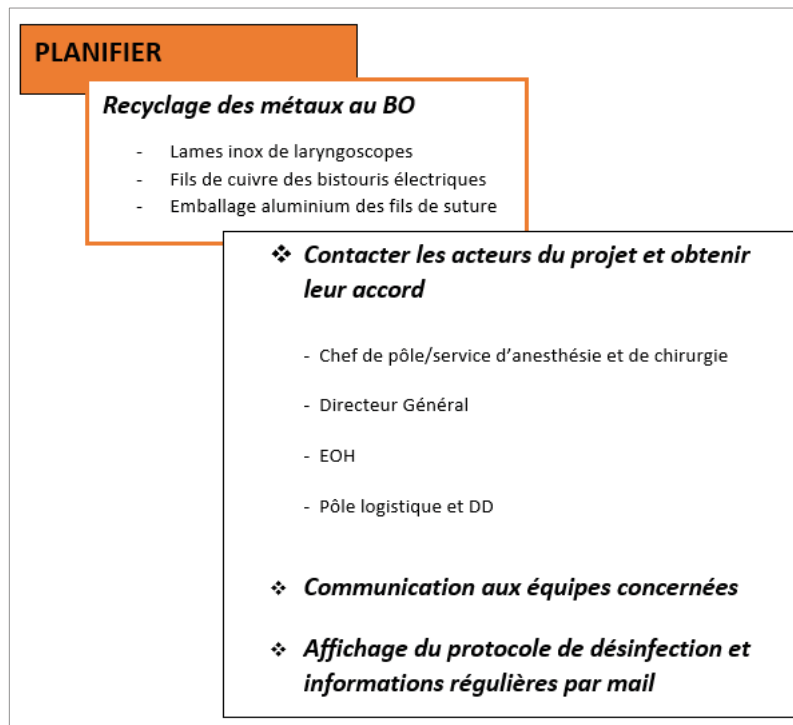 PLANIFIER
Recyclage des métaux au BO
- Lames inox de laryngoscopes
- Fils de cuivre des bistouris électriques
- Emballage aluminium des fils de suture
❖ Contacter les acteurs du projet et obtenir
leur accord
- Chef de pôle/service d'anesthésie et de chirurgie
- Directeur Général
- EOH
- Pôle logistique et DD
❖ Communication aux équipes concernées
❖ Affichage du protocole de désinfection et
informations régulières par mail